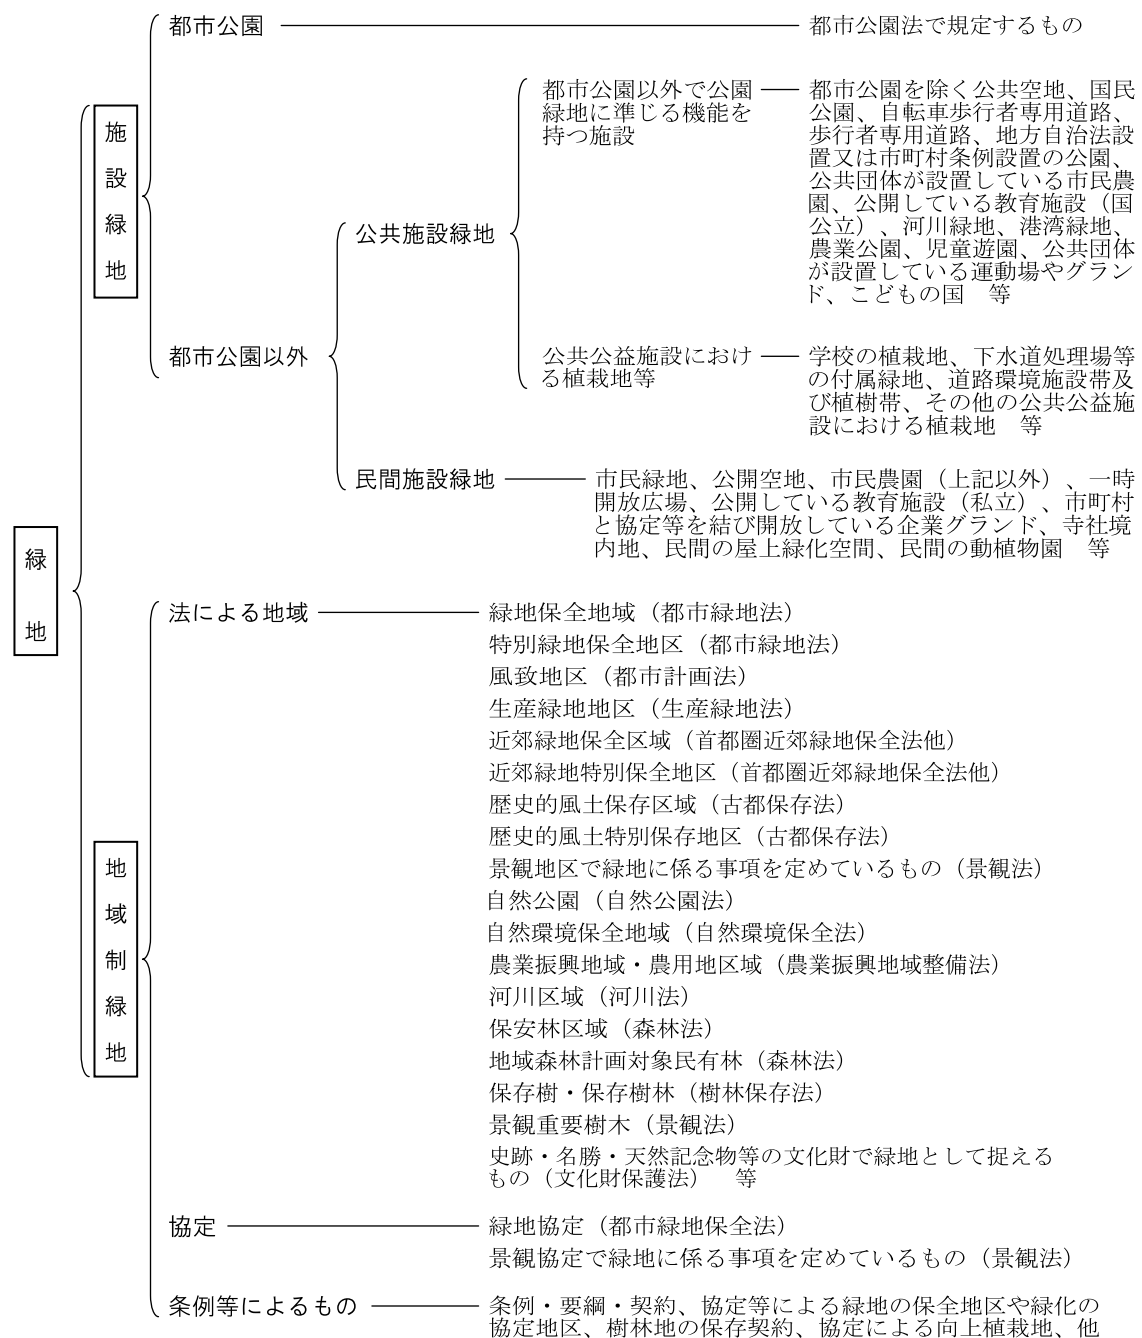 緑地
施設緑地
都市公園
都市公園法で規定するもの
都市公園以外
公共施設緑地
都市公園以外で公園
緑地に準じる機能を
持つ施設
都市公園を除く公共空地、国民
公園、自転車歩行者専用道路、
歩行者専用道路、地方自治法設
置又は市町村条例設置の公園、
公共団体が設置している市民農
園、公開している教育施設（国
公立）、河川緑地、港湾緑地、
農業公園、児童遊園、公共団体
が設置している運動場やグラン
ド、こどもの国　等
公共公益施設におけ
る植栽地等
学校の植栽地、下水道処理場等
の付属緑地、道路環境施設帯及
び植樹帯、その他の公共公益施
設における植栽地　等
民間施設緑地
市民緑地、公開空地、市民農園（上記以外）、一時
開放広場、公開している教育施設（私立）、市町村
と協定等を結び開放している企業グランド、寺社境
内地、民間の屋上緑化空間、民間の動植物園　等
地域制緑地
法による地域
緑地保全地域（都市緑地法）
特別緑地保全地区（都市緑地法）
風致地区（都市計画法）
生産緑地地区（生産緑地法）
近郊緑地保全区域（首都圏近郊緑地保全法他）
近郊緑地特別保全地区（首都圏近郊緑地保全法他）
歴史的風土保存区域（古都保存法）
歴史的風土特別保存地区（古都保存法）
景観地区で緑地に係る事項を定めているもの（景観法）
自然公園（自然公園法）
自然環境保全地域（自然環境保全法）
農業振興地域・農用地区域（農業振興地域整備法）
河川区域（河川法）
保安林区域（森林法）
地域森林計画対象民有林（森林法）
保存樹・保存樹林（樹林保存法）
景観重要樹木（景観法）
史跡・名勝・天然記念物等の文化財で緑地として捉える
もの（文化財保護法）　等
協定
緑地協定（都市緑地保全法）
景観協定で緑地に係る事項を定めているもの（景観法）
条例等によるもの
条例・要綱・契約、協定等による緑地の保全地区や緑化の
協定地区、樹林地の保存契約、協定による向上植栽地、他